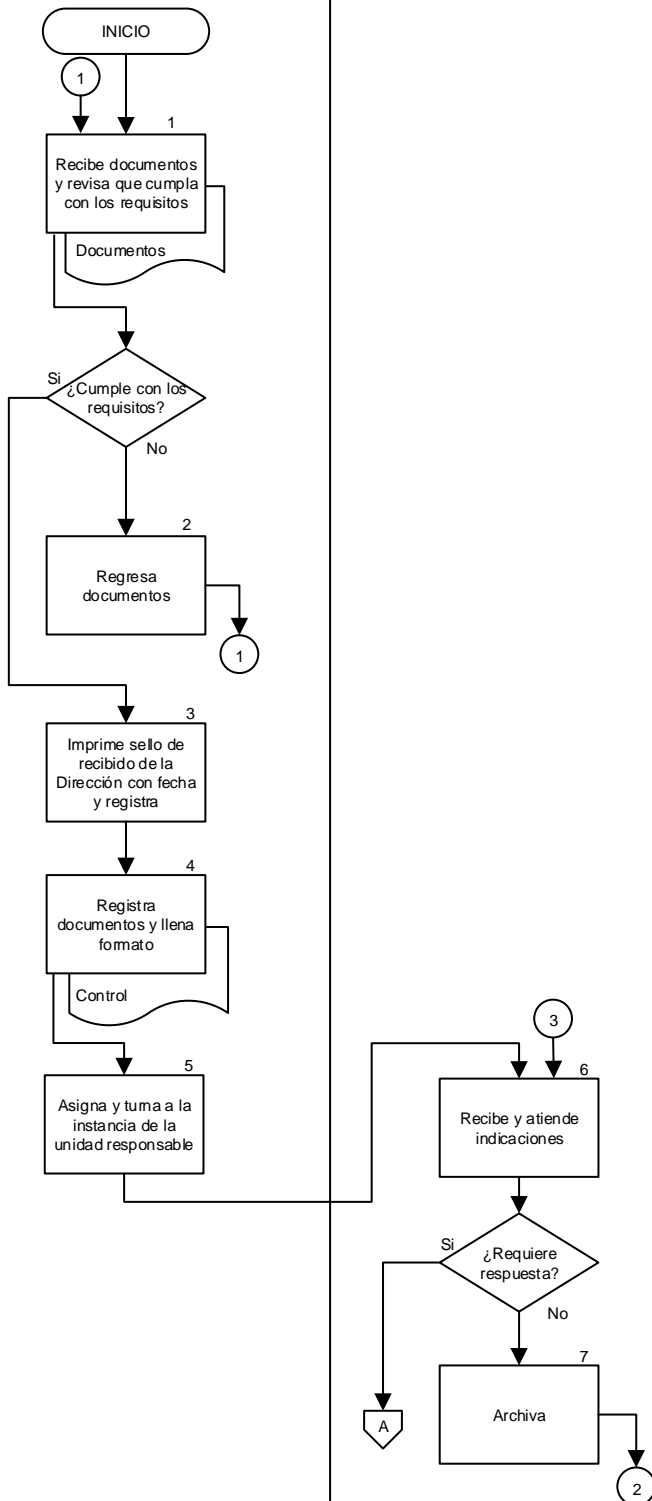 INICIO
1
1
Recibe documentos
y revisa que cumpla
con los requisitos
Documentos
Si
¿Cumple con los
requisitos?
No
2
Regresa
documentos
1
3
Imprime sello de
recibido de la
Dirección con fecha
y registra
4
Registra
documentos y llena
formato
Control
5
Asigna y turna a la
instancia de la
unidad responsable
3
6
Recibe y atiende
indicaciones
Si
¿Requiere
respuesta?
No
A
7
Archiva
2